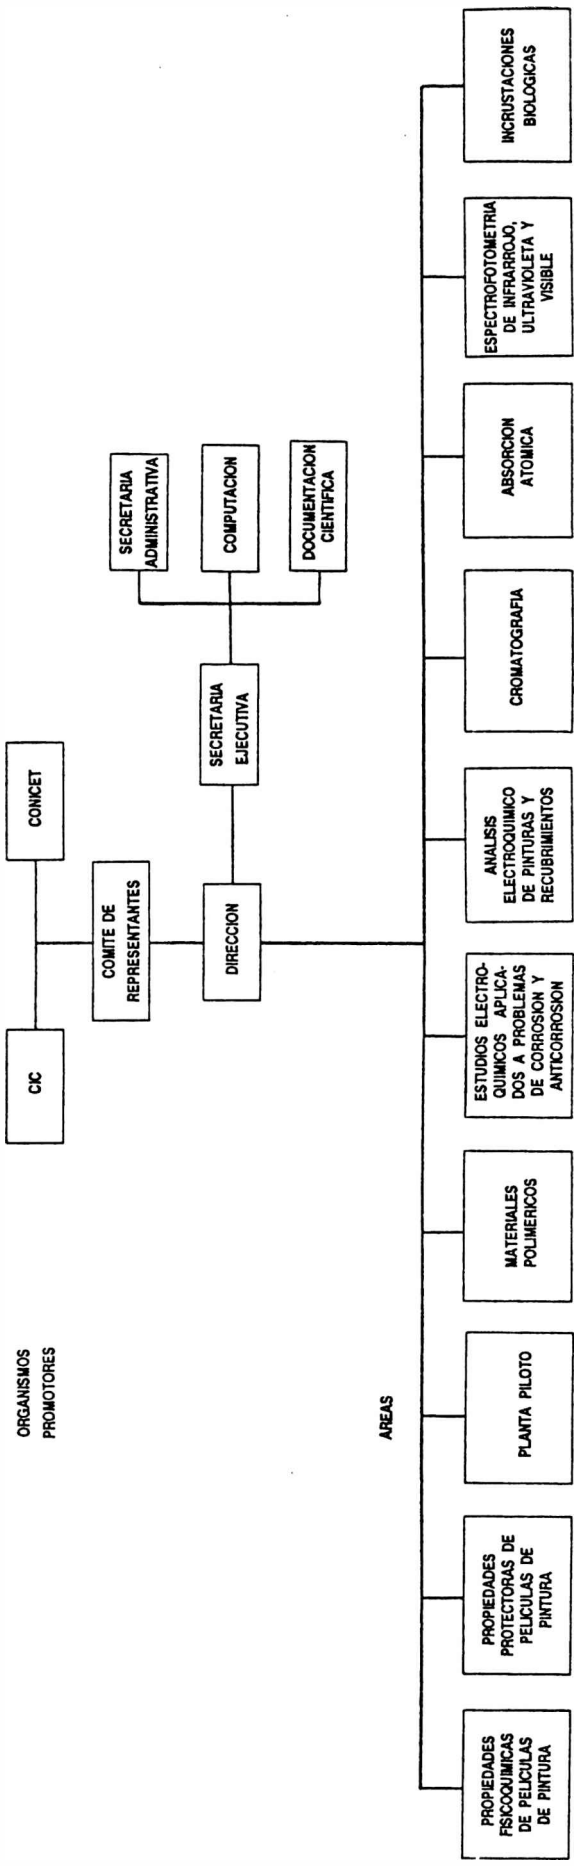 ORGANISMOS
PROMOTORES
CIC
CONICET
COMITE DE
REPRESENTANTES
DIRECCION
SECRETARIA
EJECUTIVA
SECRETARIA
ADMINISTRATIVA
COMPUTACION
DOCUMENTACION
CIENTIFICA
AREAS
PROPIEDADES
FISICOQUIMICAS
DE PELICULAS
DE PINTURA
PROPIEDADES
PROTECTORAS DE
PELICULAS DE
PINTURA
PLANTA PILOTO
MATERIALES
POLIMERICOS
ESTUDIOS ELECTRO-
QUIMICOS APLICA-
DOS A PROBLEMAS
DE CORROSION Y
ANTICORROSION
ANALISIS
ELECTROQUIMICO
DE PINTURAS Y
RECUBRIMIENTOS
CROMATOGRAFIA
ABSORCION
ATOMICA
ESPECTROFOTOMETRIA
DE INFRARROJO,
ULTRAVIOLETA Y
VISIBLE
INCRUSTACIONES
BIOLOGICAS